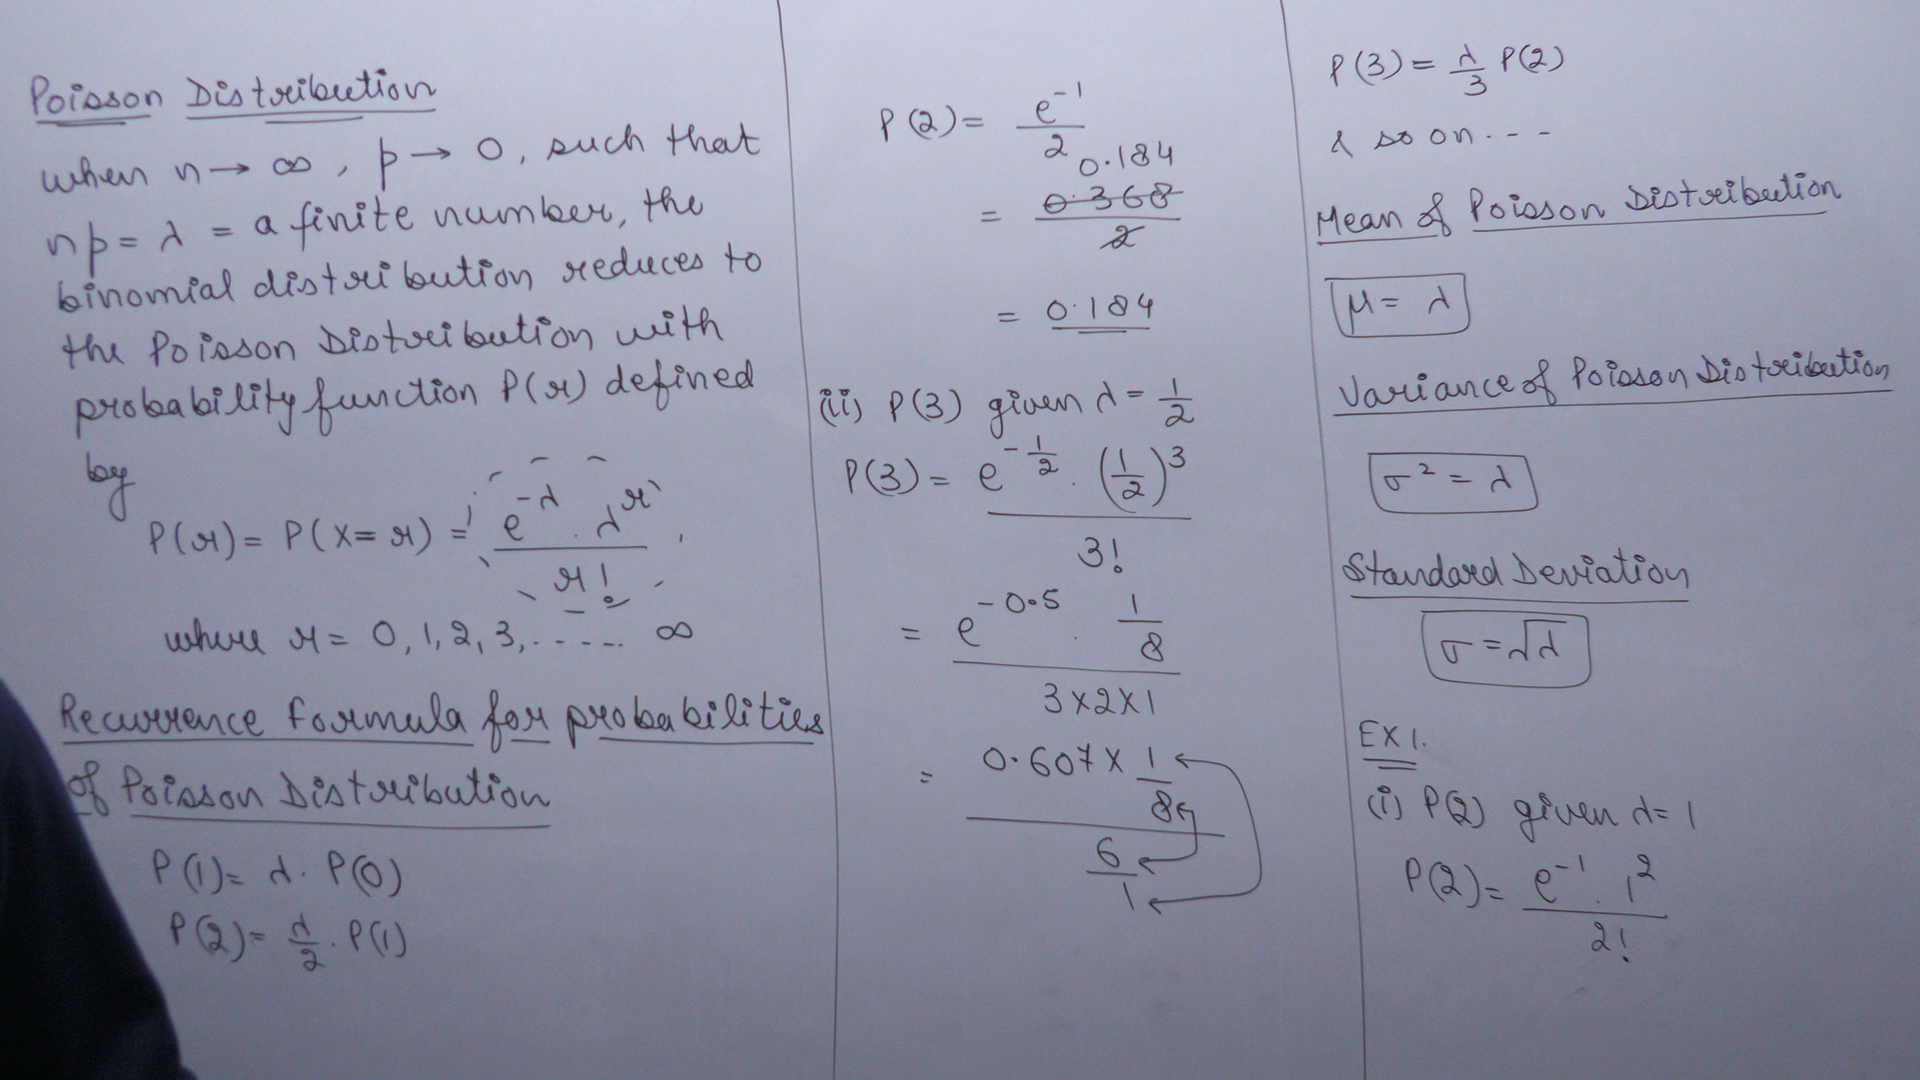 Poisson Distribution
when n → ∞, p → 0, such that
np = λ = a finite number, the
binomial distribution reduces to
the Poisson Distribution with
probability function P(r) defined
by
P(r) = P(X = r) = e^-λ . λ^r
r!
where r = 0, 1, 2, 3, ...... ∞
Recurrence formula for probabilities
of Poisson Distribution
P(1) = λ . P(0)
P(2) = λ/2 . P(1)
P(3) = λ/3 P(2)
& so on ---
Mean of Poisson Distribution
μ = λ
Variance of Poisson Distribution
σ² = λ
Standard Deviation
σ = √λ
EX 1.
(i) P(2) given λ = 1
P(2) = e^-1 . 1²
2!
P(2) = e^-1
2
0.184
= 0.368
2
= 0.184
(ii) P(3) given λ = 1/2
P(3) = e^-1/2 . (1/2)³
3!
= e^-0.5 . 1/8
3×2×1
= 0.607 × 1/8
6/1